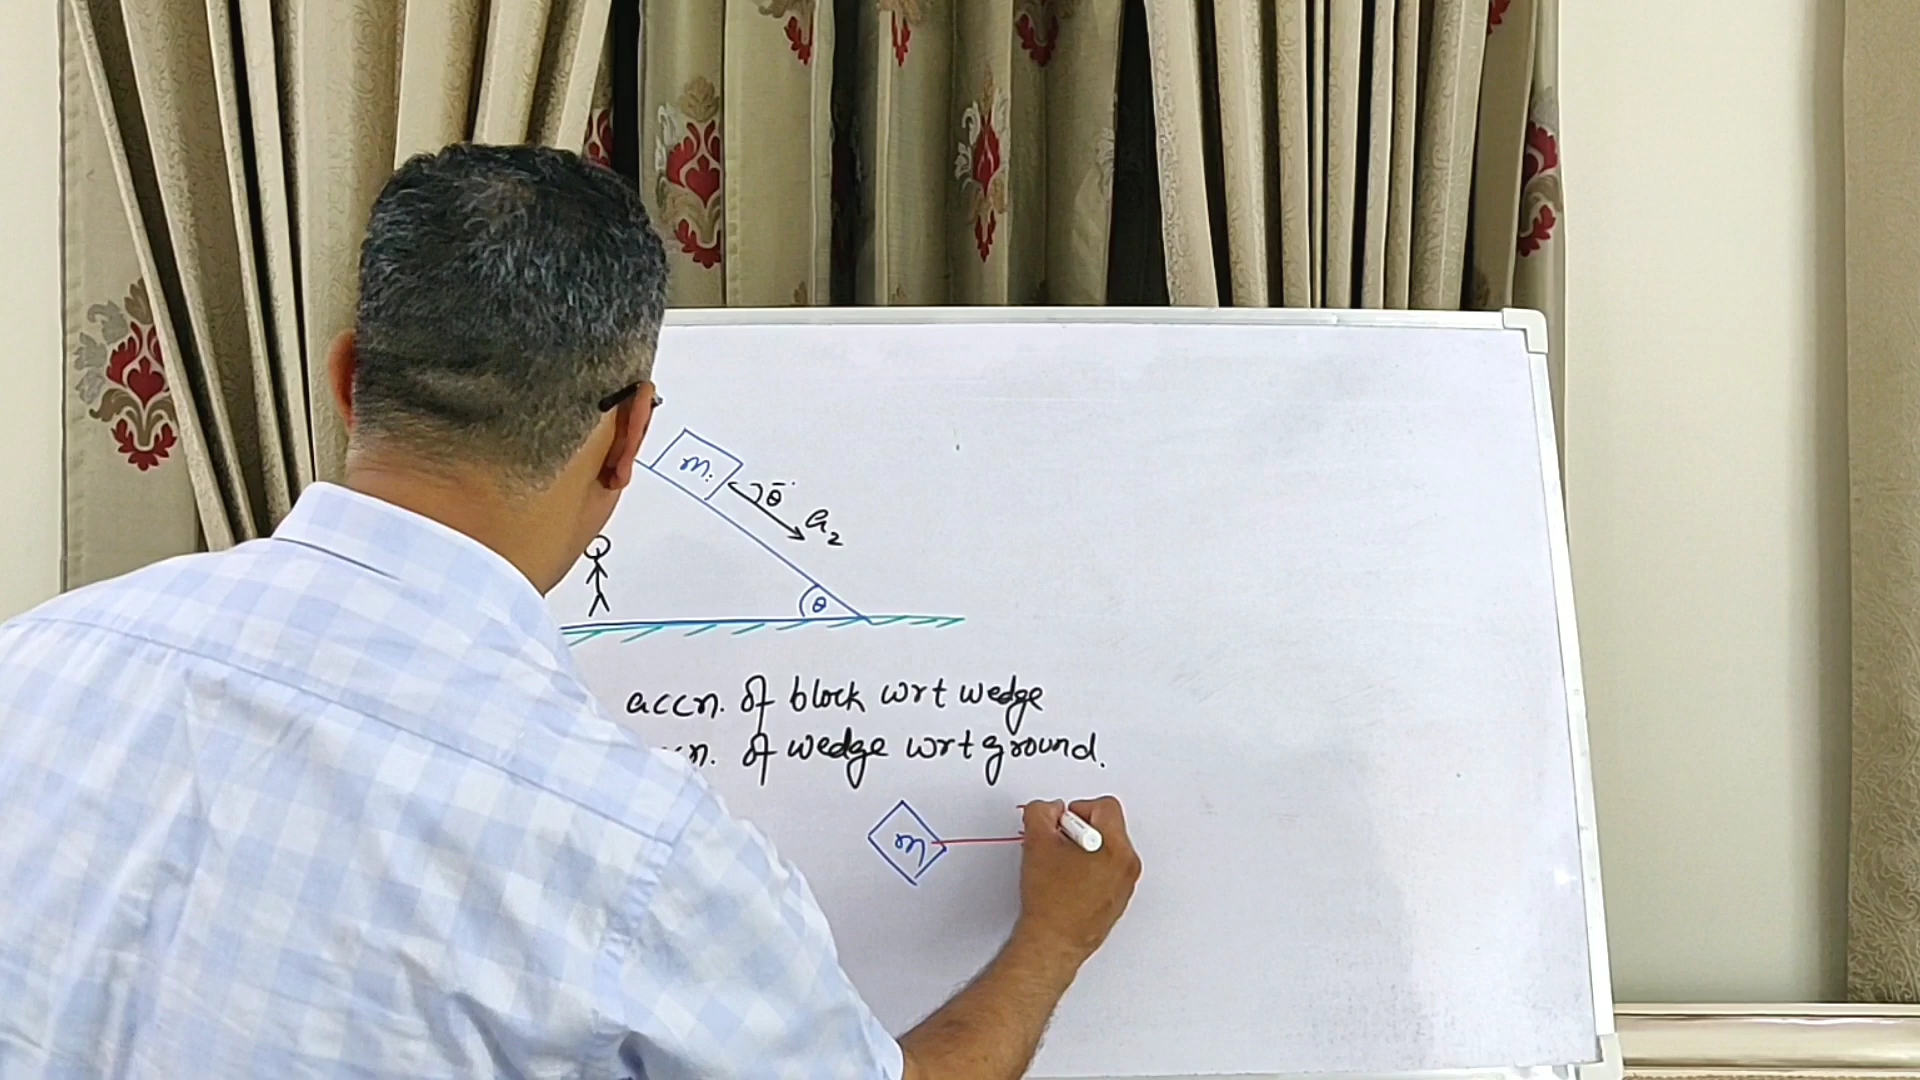 m.
θ
a₂
θ
accn. of block wrt wedge
n. of wedge wrt ground.
m